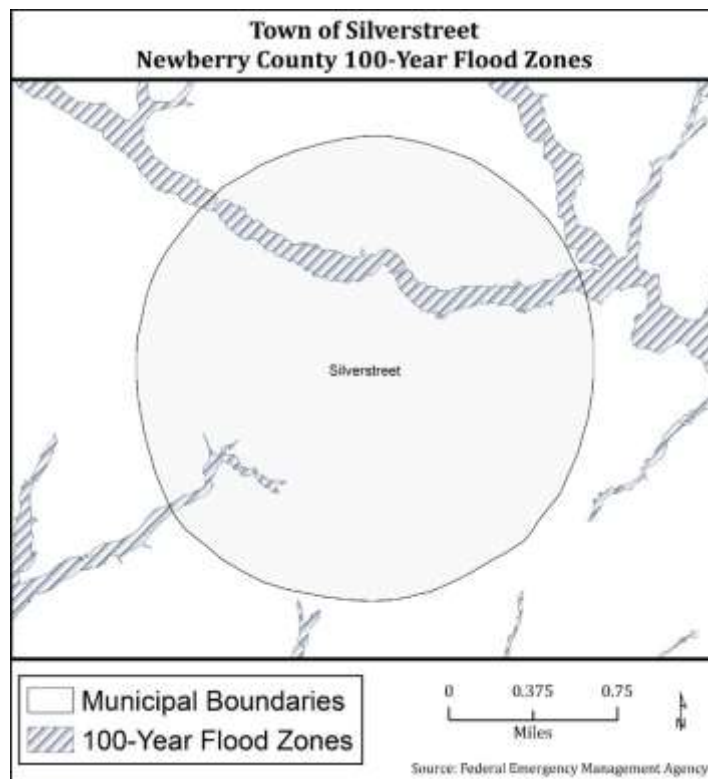 Town of Silverstreet
Newberry County 100-Year Flood Zones
Silverstreet
Municipal Boundaries
100-Year Flood Zones
0 0.375 0.75
Miles
N
Source: Federal Emergency Management Agency